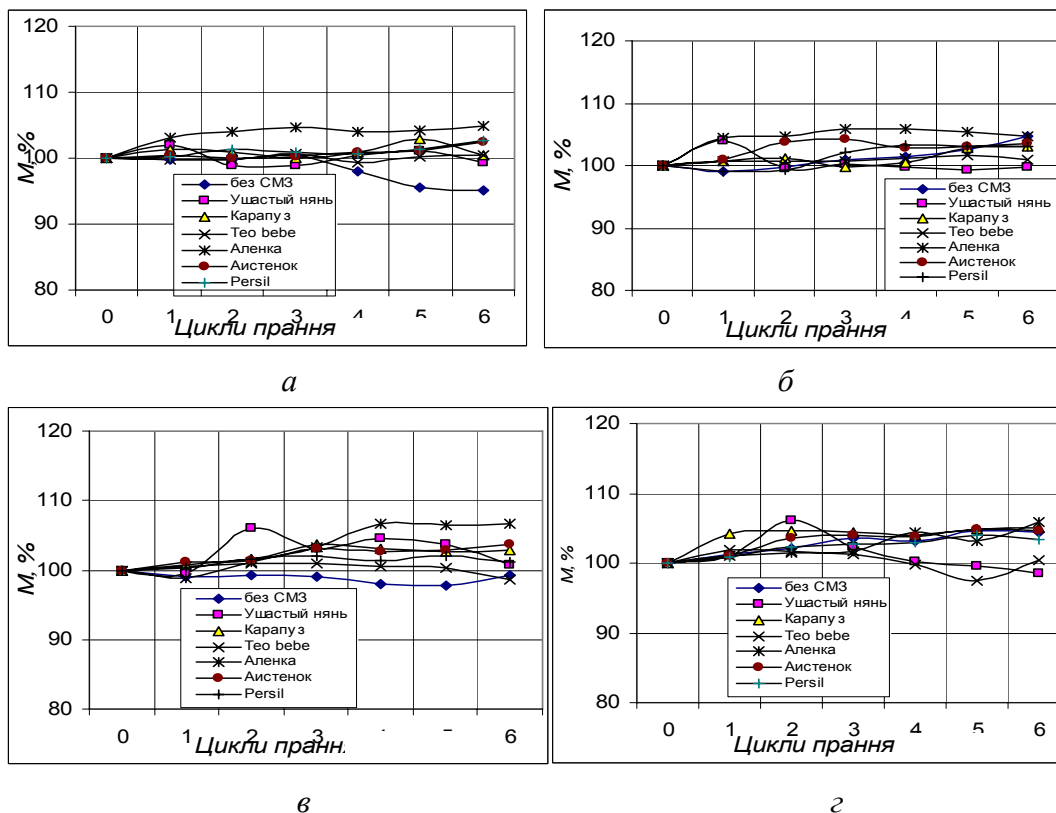 120
110
100
90
80
М, %
без СМЗ
Ушастый нянь
Карапуз
Teo bebe
Аленка
Аистенок
Persil
0 1 2 3 4 5 6
Цикли прання
а
120
110
100
90
80
М, %
без СМЗ
Ушастый нянь
Карапуз
Teo bebe
Аленка
Аистенок
Persil
0 1 2 3 4 5 6
Цикли прання
б
120
110
100
90
80
М, %
без СМЗ
Ушастый нянь
Карапуз
Teo bebe
Аленка
Аистенок
Persil
0 1 2 3 6
Цикли
в
120
110
100
90
80
М, %
без СМЗ
Ушастый нянь
Карапуз
Teo bebe
Аленка
Аистенок
Persil
0 1 2 3 4 5 6
Цикли прання
г